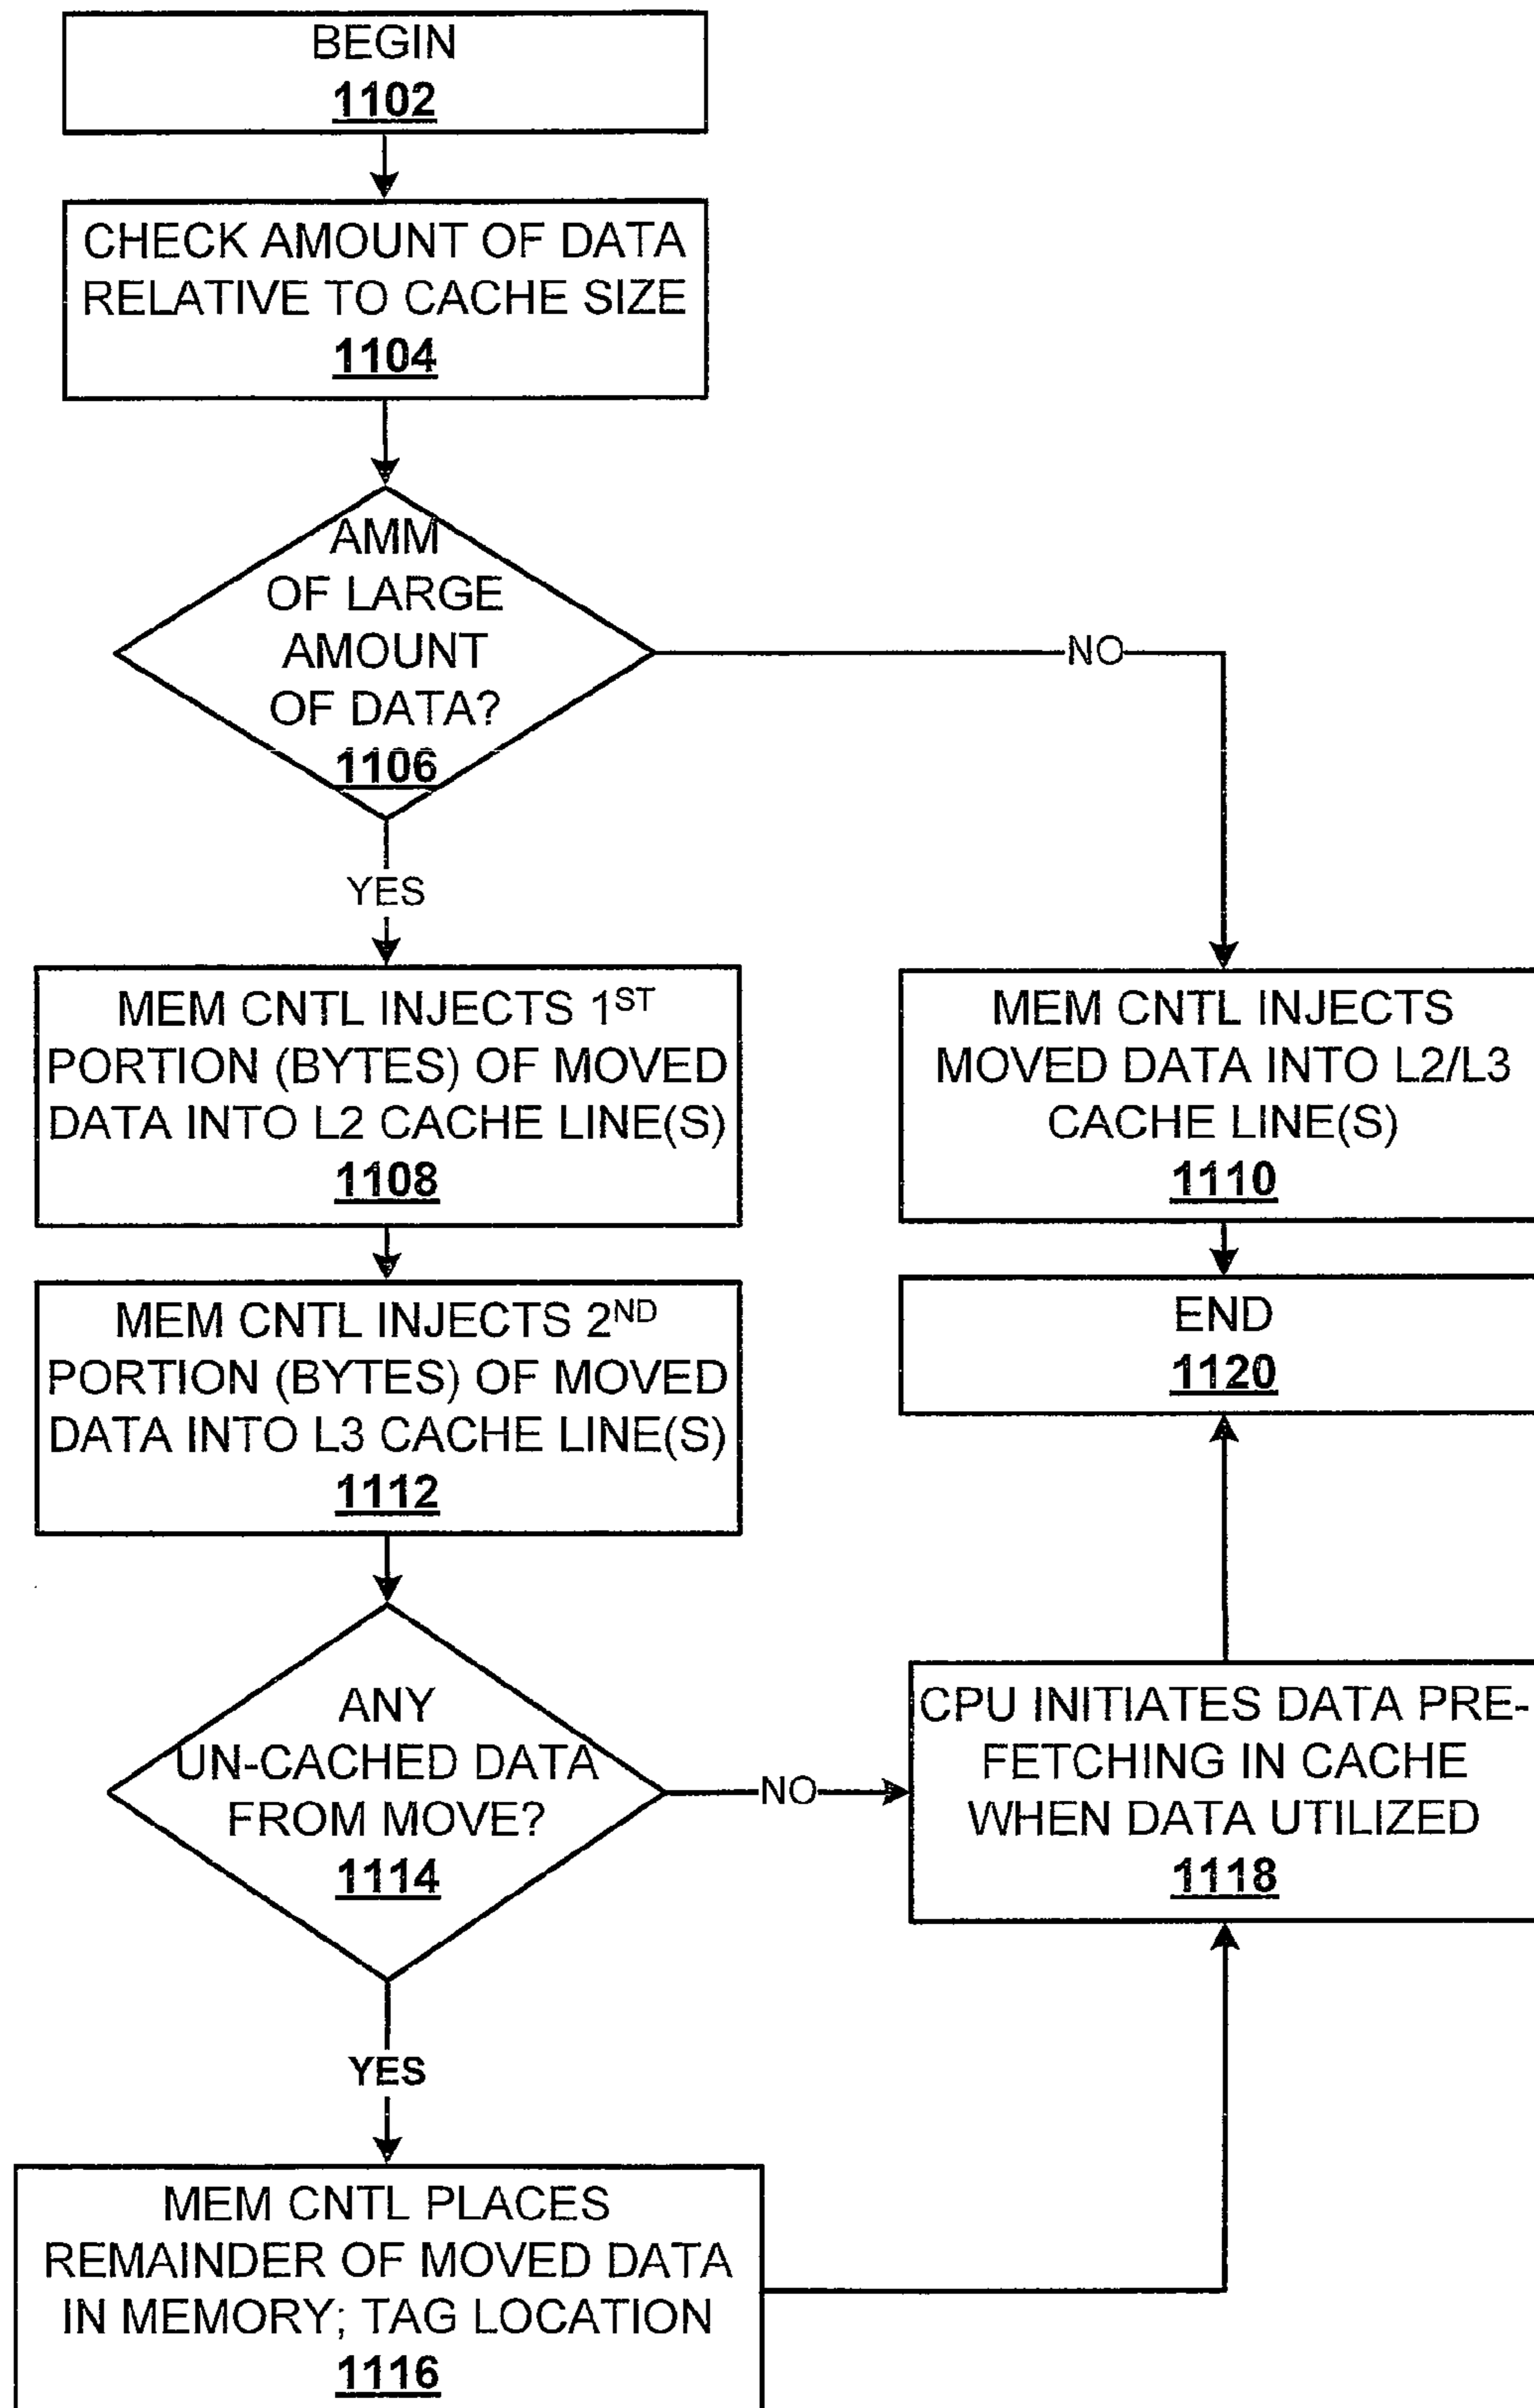 BEGIN
1102
CHECK AMOUNT OF DATA
RELATIVE TO CACHE SIZE
1104
AMM
OF LARGE
AMOUNT
OF DATA?
1106
NO
YES
MEM CNTL INJECTS 1ST
PORTION (BYTES) OF MOVED
DATA INTO L2 CACHE LINE(S)
1108
MEM CNTL INJECTS
MOVED DATA INTO L2/L3
CACHE LINE(S)
1110
MEM CNTL INJECTS 2ND
PORTION (BYTES) OF MOVED
DATA INTO L3 CACHE LINE(S)
1112
END
1120
ANY
UN-CACHED DATA
FROM MOVE?
1114
NO
CPU INITIATES DATA PRE-
FETCHING IN CACHE
WHEN DATA UTILIZED
1118
YES
MEM CNTL PLACES
REMAINDER OF MOVED DATA
IN MEMORY; TAG LOCATION
1116